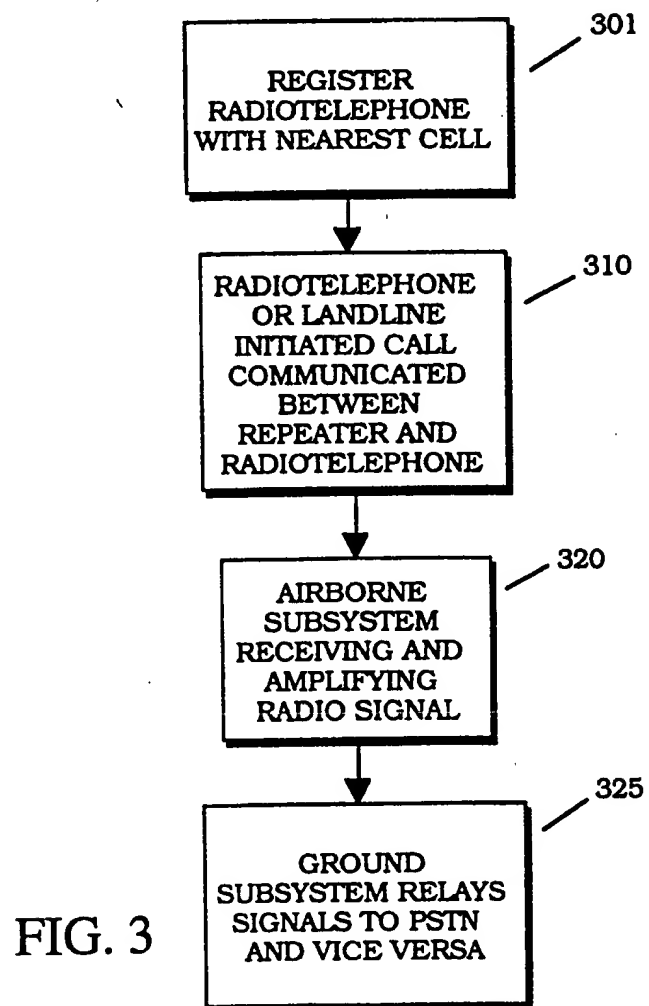 301
REGISTER
RADIOTELEPHONE
WITH NEAREST CELL
310
RADIOTELEPHONE
OR LANDLINE
INITIATED CALL
COMMUNICATED
BETWEEN
REPEATER AND
RADIOTELEPHONE
320
AIRBORNE
SUBSYSTEM
RECEIVING AND
AMPLIFYING
RADIO SIGNAL
325
GROUND
SUBSYSTEM RELAYS
SIGNALS TO PSTN
AND VICE VERSA
FIG. 3